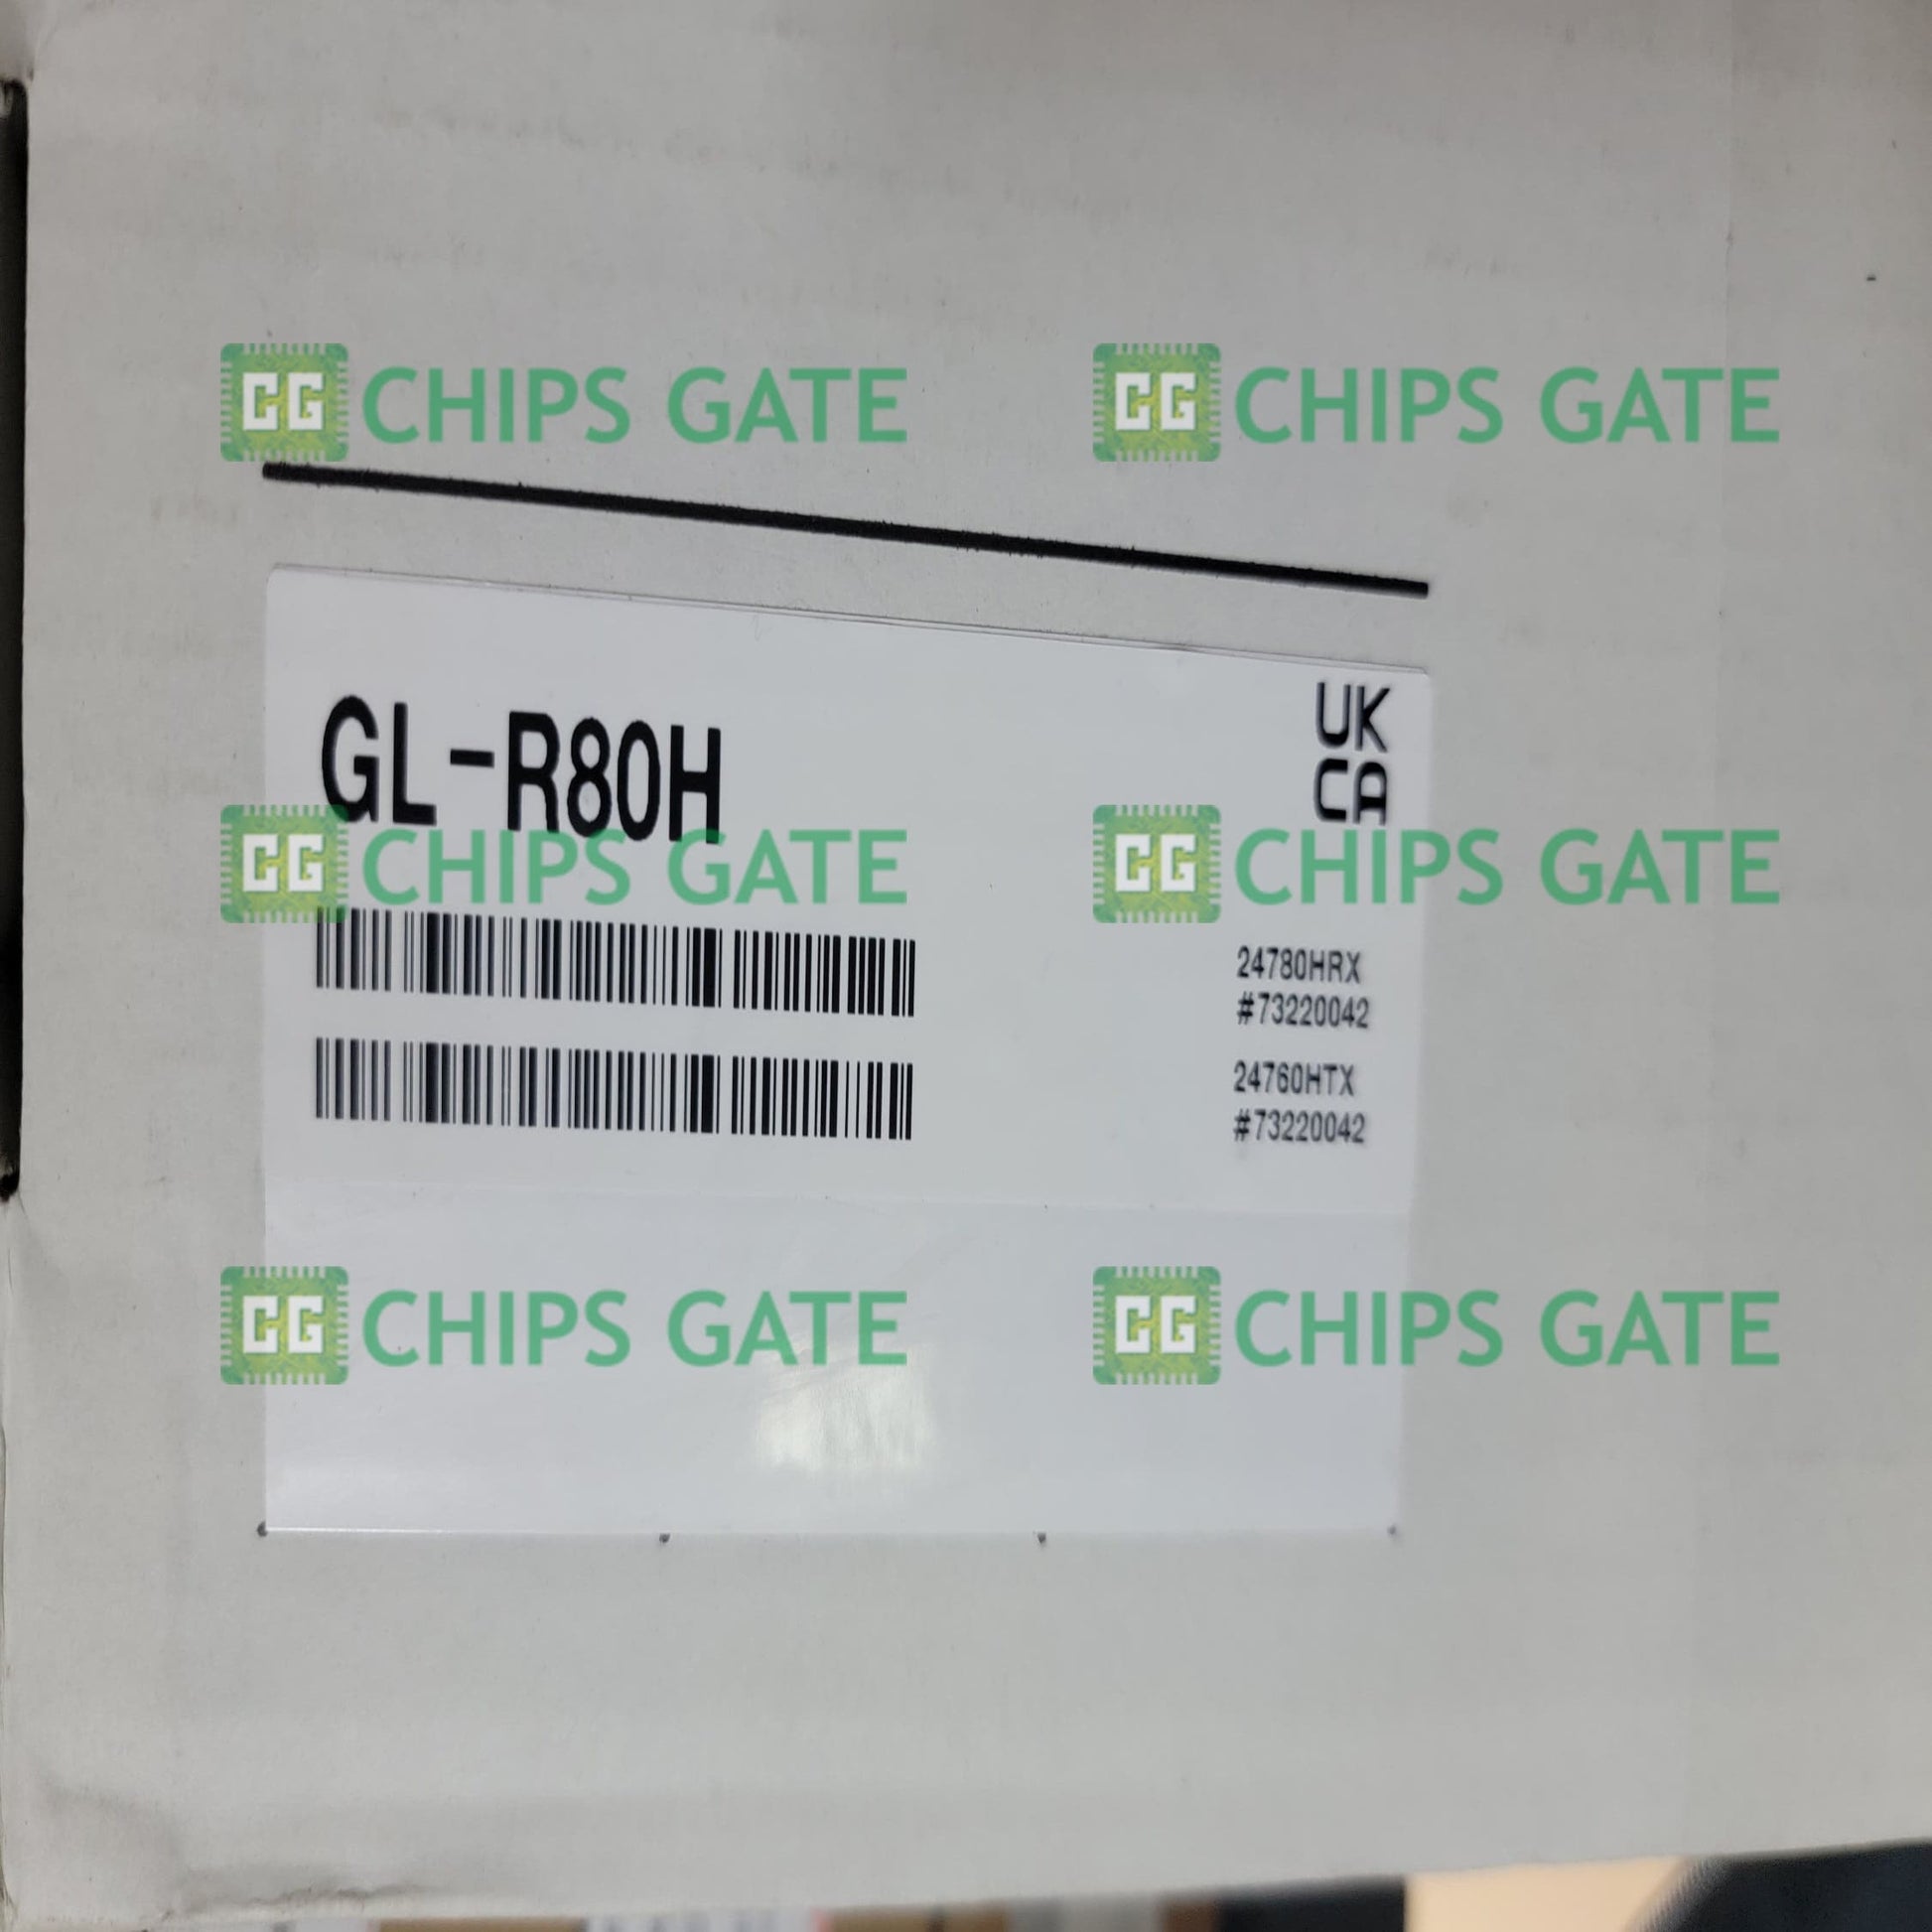 CG CHIPS GATE CG CHIPS GATE
GL-R80H
UK
CA
CG CHIPS GATE CG CHIPS GATE
24780HRX
#73220042
24760HTX
#73220042
CG CHIPS GATE CG CHIPS GATE